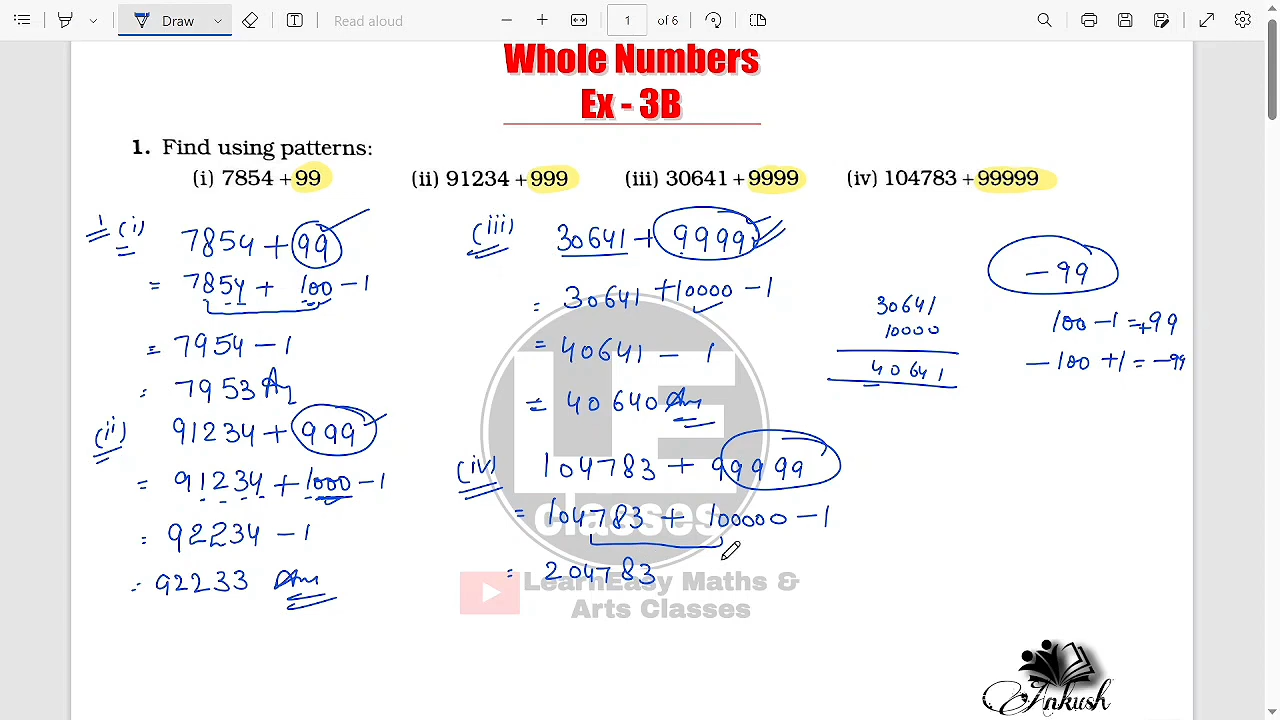 Draw
Read aloud
1 of 6
Whole Numbers
Ex - 3B
1. Find using patterns:
(i) 7854 + 99 (ii) 91234 + 999 (iii) 30641 + 9999 (iv) 104783 + 99999
1 (i) 7854 + 99
= 7854 + 100 - 1
= 7954 - 1
= 7953 Ans
(ii) 91234 + 999
= 91234 + 1000 - 1
= 92234 - 1
= 92233 Ans
(iii) 30641 + 9999
= 30641 + 10000 - 1
= 40641 - 1
= 40640 Ans
(iv) 104783 + 99999
= 104783 + 100000 - 1
= 204783
30641
10000
40641
- 99
100 - 1 = +99
- 100 + 1 = - 99
LE
classes
LearnEasy Maths &
Arts Classes
Ankush